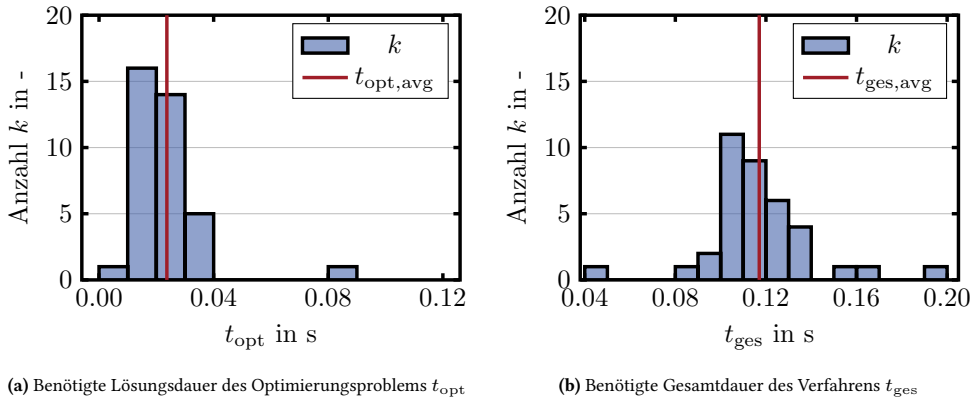 20
15
10
5
0
Anzahl k in -
k
t_opt,avg
0.00 0.04 0.08 0.12
t_opt in s
(a) Benötigte Lösungsdauer des Optimierungsproblems t_opt
20
15
10
5
0
Anzahl k in -
k
t_ges,avg
0.04 0.08 0.12 0.16 0.20
t_ges in s
(b) Benötigte Gesamtdauer des Verfahrens t_ges